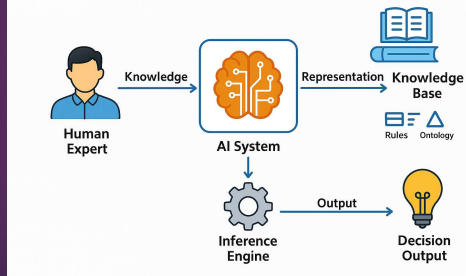 Knowledge
Representation
Human
Expert
AI System
Knowledge
Base
Rules
Ontology
Inference
Engine
Output
Decision
Output